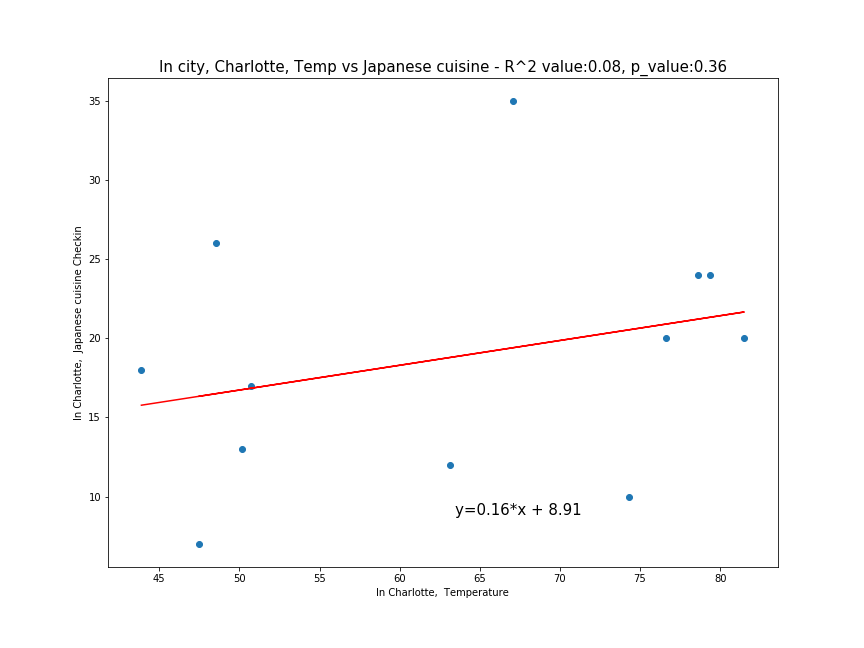 In city, Charlotte, Temp vs Japanese cuisine - R^2 value:0.08, p_value:0.36
In Charlotte,  Japanese cuisine Checkin
35
30
25
20
15
10
y=0.16*x + 8.91
45 50 55 60 65 70 75 80
In Charlotte,  Temperature